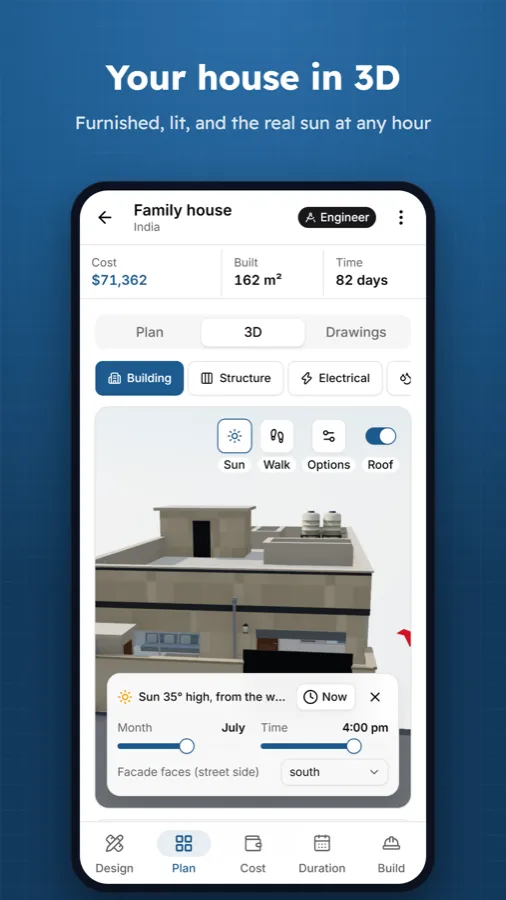 Your house in 3D
Furnished, lit, and the real sun at any hour
Family house
India
Engineer
Cost
$71,362
Built
162 m²
Time
82 days
Plan
3D
Drawings
Building
Structure
Electrical
Sun
Walk
Options
Roof
Sun 35° high, from the w...
Now
Month
July
Time
4:00 pm
Facade faces (street side)
south
Design
Plan
Cost
Duration
Build